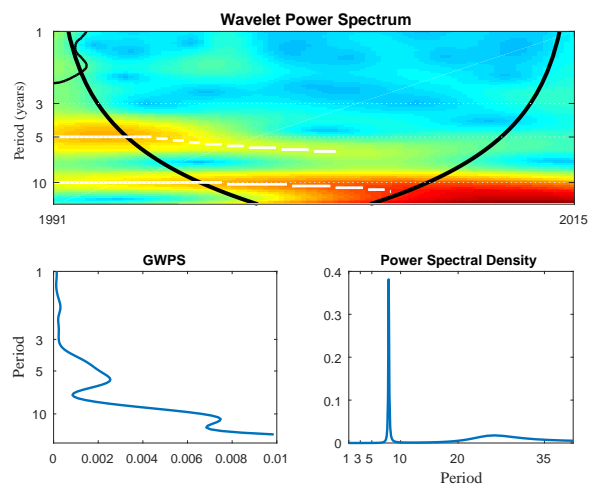 Wavelet Power Spectrum
Period (years)
1
3
5
10
1991 2015
GWPS
Period
1
3
5
10
0 0.002 0.004 0.006 0.008 0.01
Power Spectral Density
0.4
0.3
0.2
0.1
0
1 3 5 10 20 35
Period